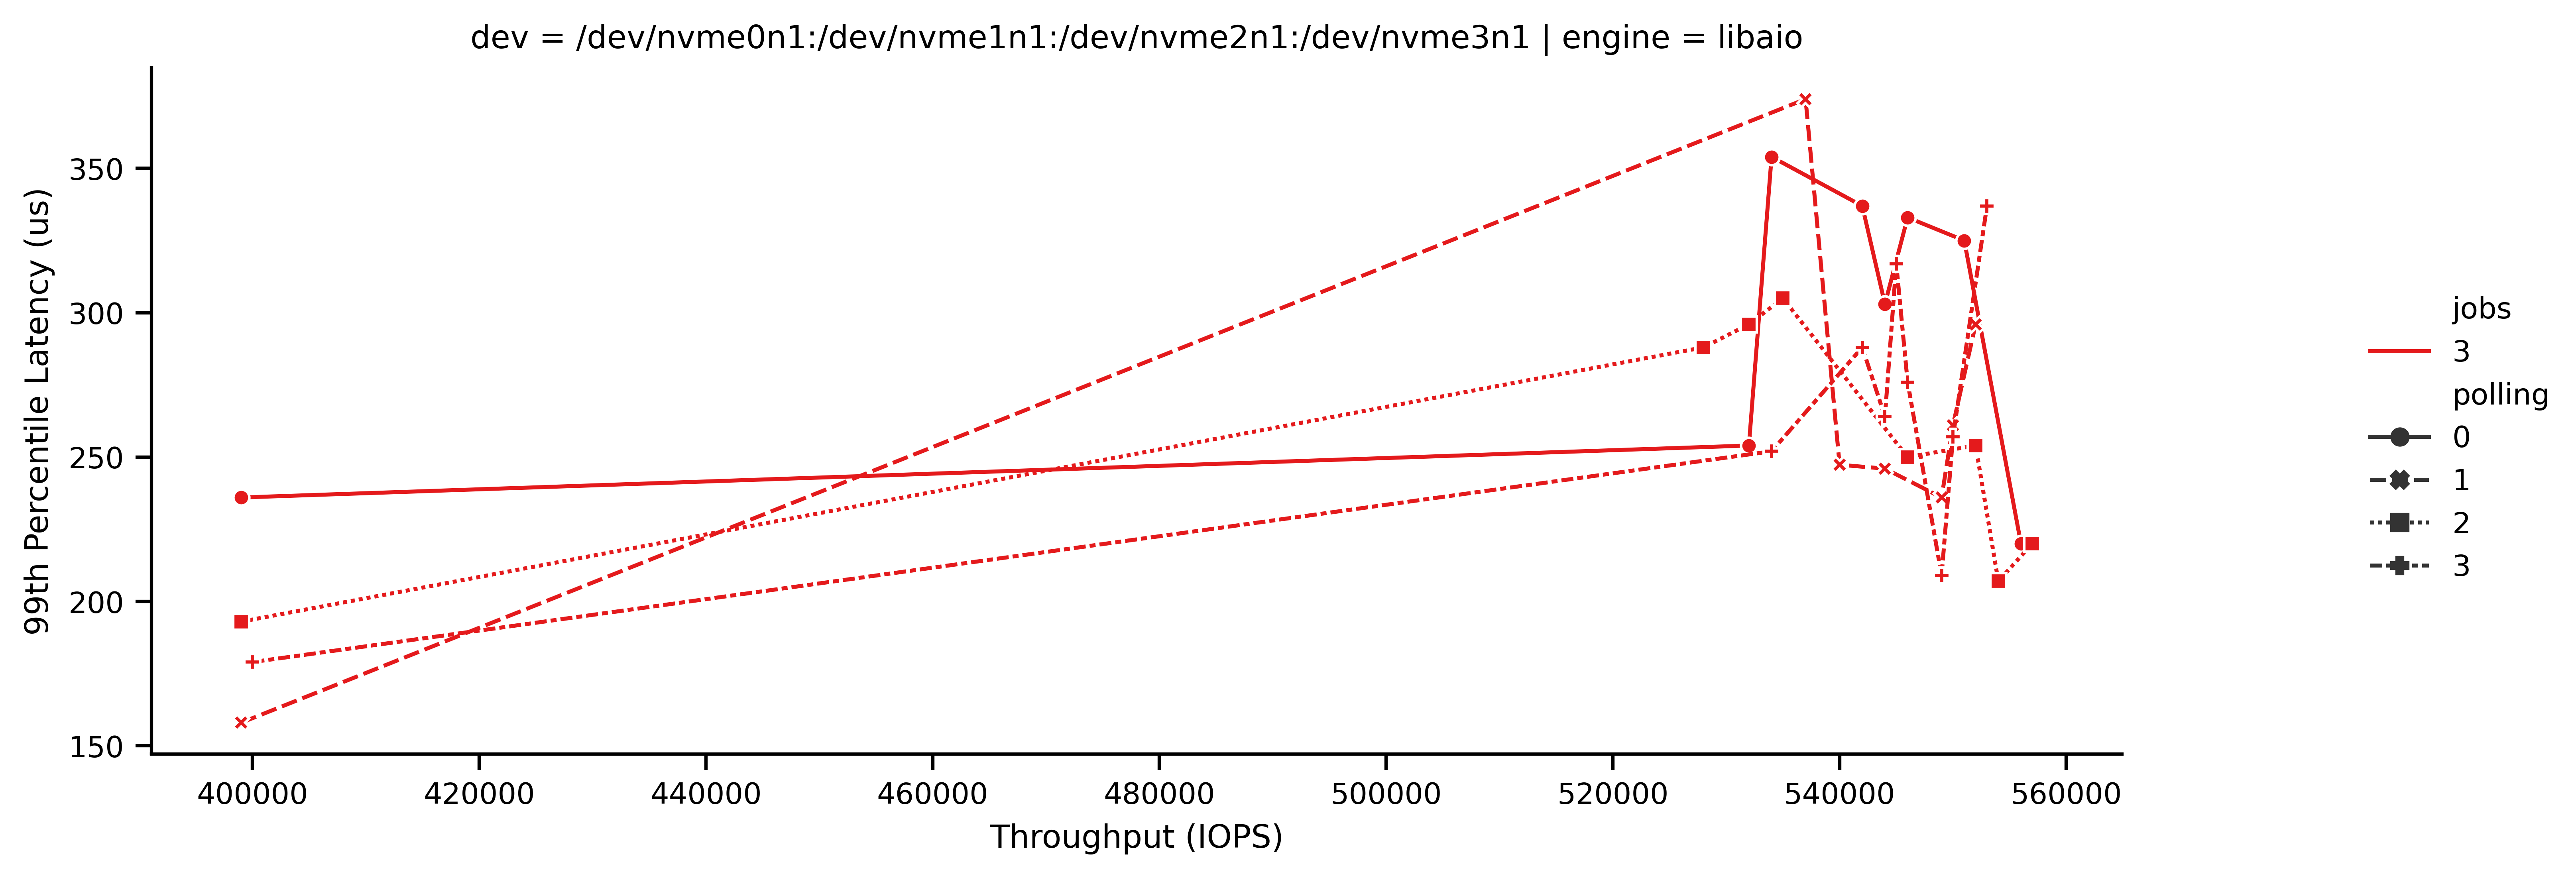 dev = /dev/nvme0n1:/dev/nvme1n1:/dev/nvme2n1:/dev/nvme3n1 | engine = libaio
99th Percentile Latency (us)
350
300
250
200
150
400000 420000 440000 460000 480000 500000 520000 540000 560000
Throughput (IOPS)
jobs
3
polling
0
1
2
3